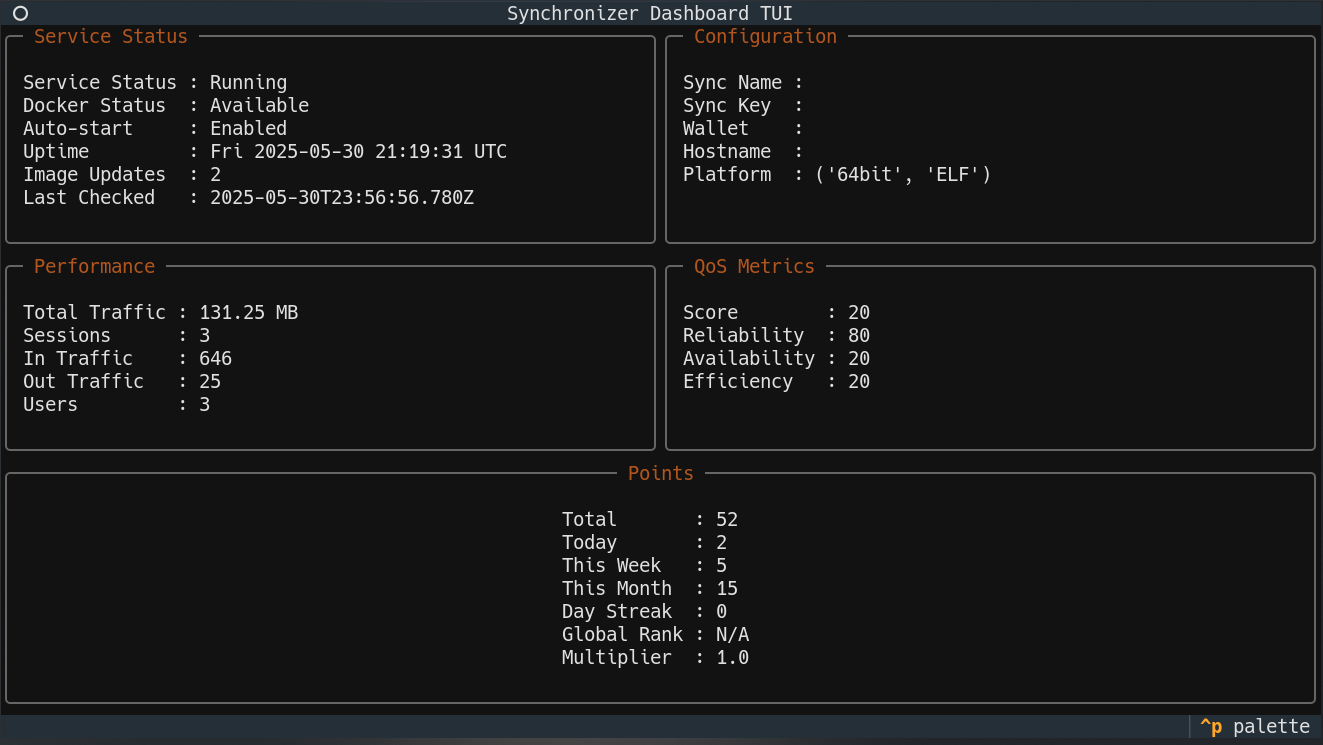 Synchronizer Dashboard TUI
Service Status
Service Status : Running
Docker Status : Available
Auto-start : Enabled
Uptime : Fri 2025-05-30 21:19:31 UTC
Image Updates : 2
Last Checked : 2025-05-30T23:56:56.780Z
Configuration
Sync Name :
Sync Key :
Wallet :
Hostname :
Platform : ('64bit', 'ELF')
Performance
Total Traffic : 131.25 MB
Sessions : 3
In Traffic : 646
Out Traffic : 25
Users : 3
QoS Metrics
Score : 20
Reliability : 80
Availability : 20
Efficiency : 20
Points
Total : 52
Today : 2
This Week : 5
This Month : 15
Day Streak : 0
Global Rank : N/A
Multiplier : 1.0
^p palette